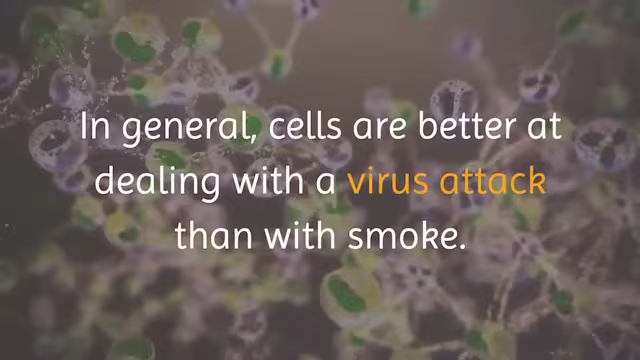 In general, cells are better at
dealing with a virus attack
than with smoke.